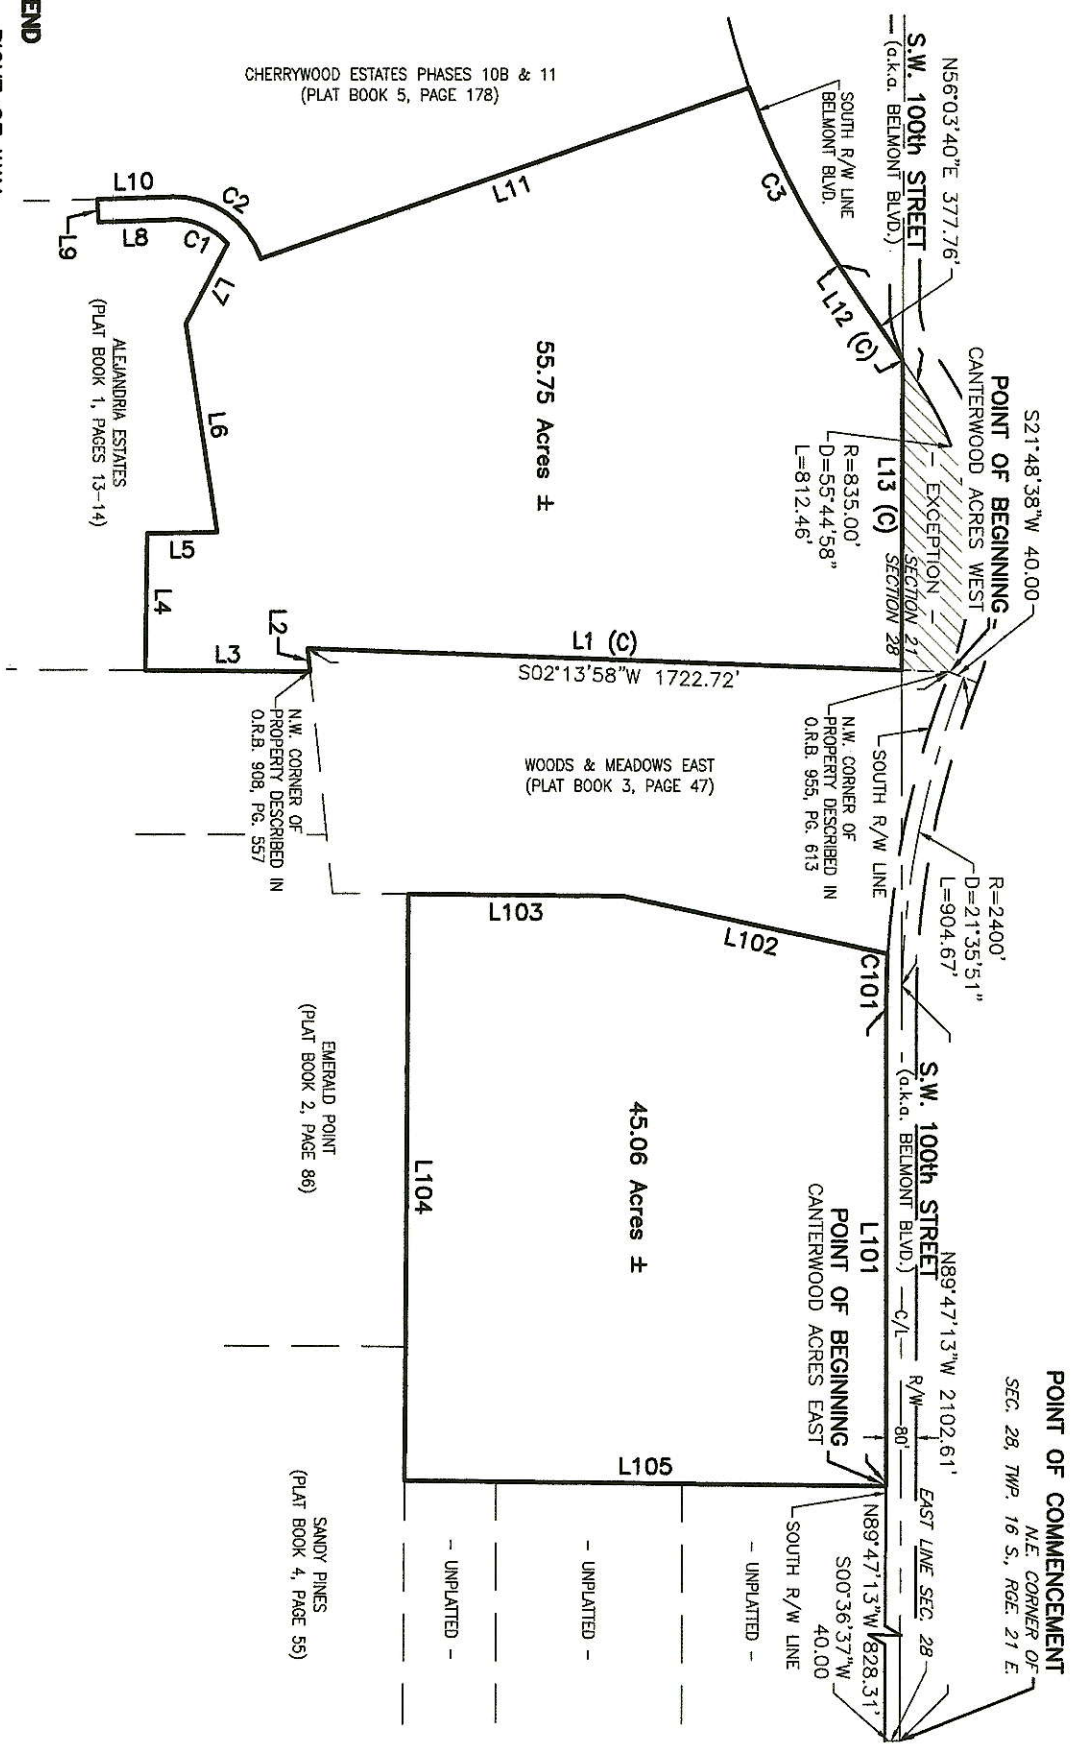 POINT OF COMMENCEMENT
N.E. CORNER OF
SEC. 28, TWP. 16 S., RGE. 21 E.
EAST LINE SEC. 28
N89°47'13"W 2102.61'
R/W
80'
C/L
S.W. 100th STREET
(a.k.a. BELMONT BLVD.)
N89°47'13"W 828.31'
S00°36'37"W
40.00
SOUTH R/W LINE
L101
POINT OF BEGINNING
CANTERWOOD ACRES EAST
R=2400'
D=21°35'51"
L=904.67'
C101
SOUTH R/W LINE
N.W. CORNER OF
PROPERTY DESCRIBED IN
O.R.B. 955, PG. 613
S21°48'38"W 40.00
POINT OF BEGINNING
CANTERWOOD ACRES WEST
- EXCEPTION -
SECTION 21
SECTION 28
L13 (C)
R=835.00'
D=55°44'58"
L=812.46'
N56°03'40"E 377.76'
S.W. 100th STREET
(a.k.a. BELMONT BLVD.)
SOUTH R/W LINE
BELMONT BLVD.
L12 (C)
C3
L11
CHERRYWOOD ESTATES PHASES 10B & 11
(PLAT BOOK 5, PAGE 178)
55.75 Acres ±
L1 (C)
S02°13'58"W 1722.72'
WOODS & MEADOWS EAST
(PLAT BOOK 3, PAGE 47)
L102
L103
45.06 Acres ±
L104
L105
- UNPLATTED -
- UNPLATTED -
- UNPLATTED -
L2
N.W. CORNER OF
PROPERTY DESCRIBED IN
O.R.B. 908, PG. 557
L3
L4
L5
L6
L7
C1
C2
L8
L9
L10
ALEJANDRIA ESTATES
(PLAT BOOK 1, PAGES 13-14)
EMERALD POINT
(PLAT BOOK 2, PAGE 86)
SANDY PINES
(PLAT BOOK 4, PAGE 55)
END